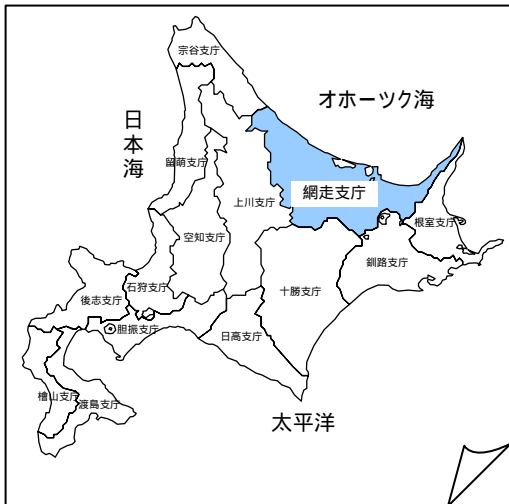 宗谷支庁
オホーツク海
日本海
留萌支庁
上川支庁
網走支庁
空知支庁
根室支庁
釧路支庁
石狩支庁
後志支庁
十勝支庁
胆振支庁
日高支庁
檜山支庁
渡島支庁
太平洋